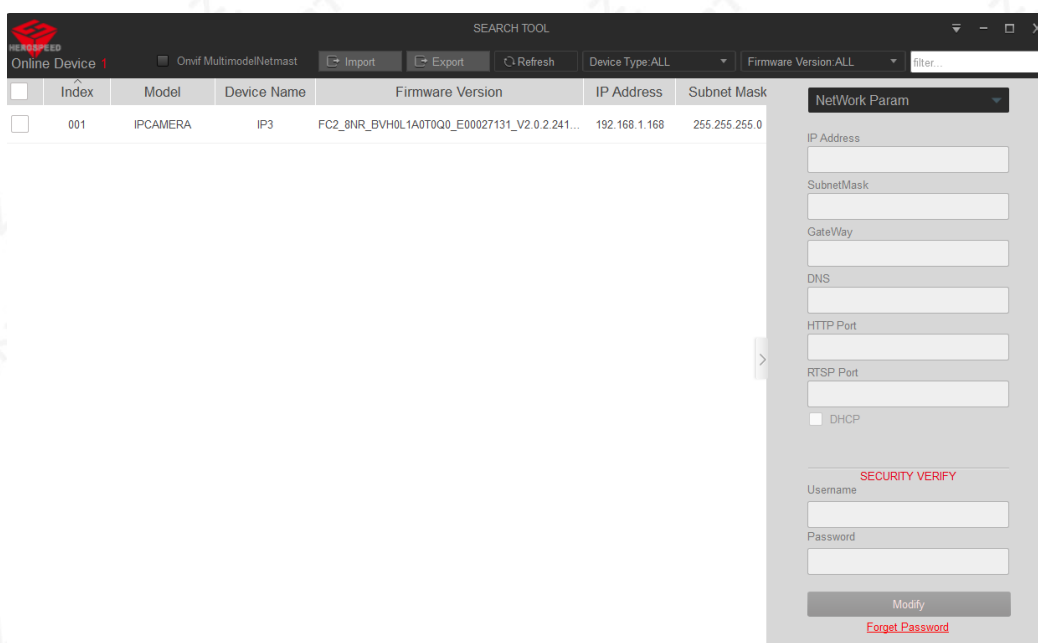 SEARCH TOOL
HEROSPEED
Online Device 1
Onvif MultimodelNetmast
Import
Export
Refresh
Device Type:ALL
Firmware Version:ALL
filter...
Index
Model
Device Name
Firmware Version
IP Address
Subnet Mask
001
IPCAMERA
IP3
FC2_8NR_BVH0L1A0T0Q0_E00027131_V2.0.2.241...
192.168.1.168
255.255.255.0
NetWork Param
IP Address
SubnetMask
GateWay
DNS
HTTP Port
RTSP Port
DHCP
SECURITY VERIFY
Username
Password
Modify
Forget Password